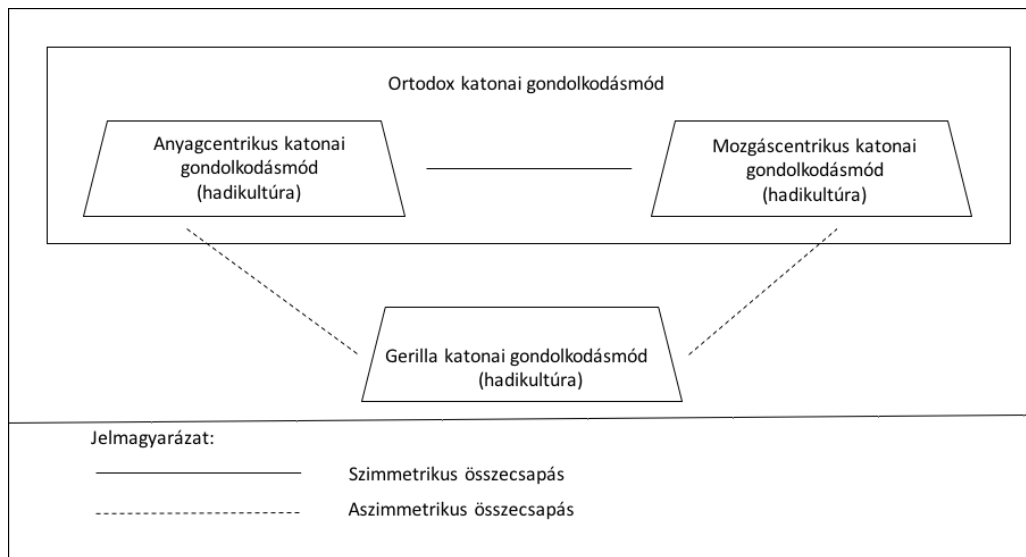 Ortodox katonai gondolkodásmód
Anyagcentrikus katonai
gondolkodásmód
(hadikultúra)
Mozgáscentrikus katonai
gondolkodásmód
(hadikultúra)
Gerilla katonai gondolkodásmód
(hadikultúra)
Jelmagyarázat:
Szimmetrikus összecsapás
Aszimmetrikus összecsapás